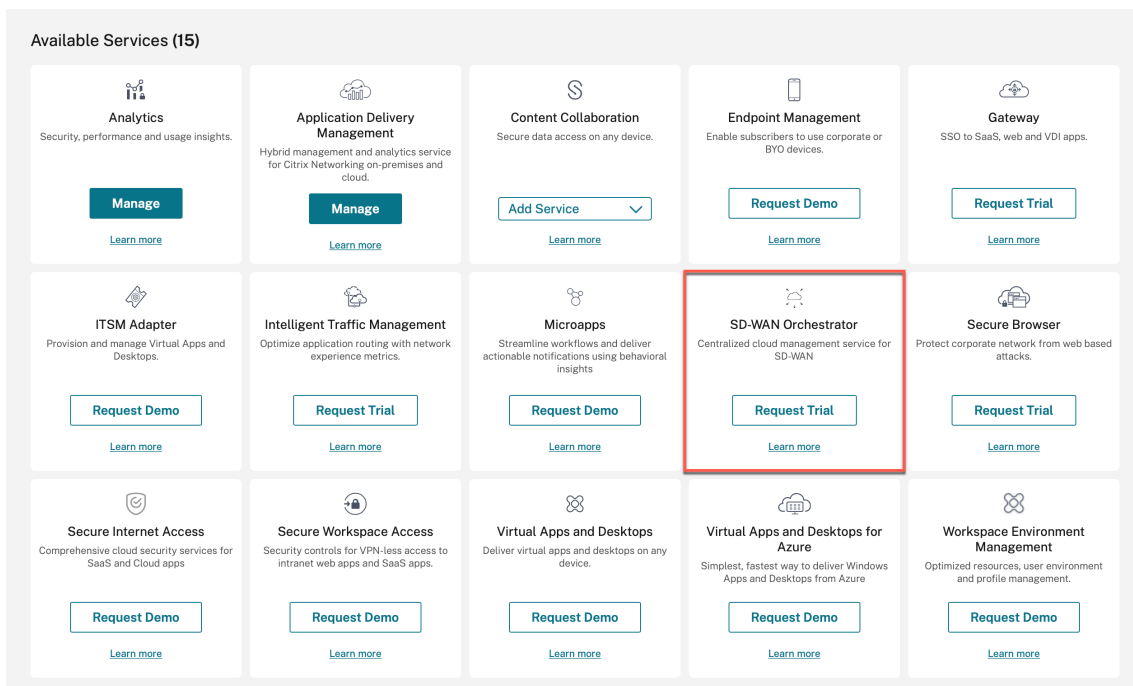 Available Services (15)
Analytics
Security, performance and usage insights.
Manage
Learn more
Application Delivery
Management
Hybrid management and analytics service
for Citrix Networking on-premises and
cloud.
Manage
Learn more
Content Collaboration
Secure data access on any device.
Add Service
Learn more
Endpoint Management
Enable subscribers to use corporate or
BYO devices.
Request Demo
Learn more
Gateway
SSO to SaaS, web and VDI apps.
Request Trial
Learn more
ITSM Adapter
Provision and manage Virtual Apps and
Desktops.
Request Demo
Learn more
Intelligent Traffic Management
Optimize application routing with network
experience metrics.
Request Trial
Learn more
Microapps
Streamline workflows and deliver
actionable notifications using behavioral
insights
Request Demo
Learn more
SD-WAN Orchestrator
Centralized cloud management service for
SD-WAN
Request Trial
Learn more
Secure Browser
Protect corporate network from web based
attacks.
Request Trial
Learn more
Secure Internet Access
Comprehensive cloud security services for
SaaS and Cloud apps
Request Demo
Learn more
Secure Workspace Access
Security controls for VPN-less access to
intranet web apps and SaaS apps.
Request Demo
Learn more
Virtual Apps and Desktops
Deliver virtual apps and desktops on any
device.
Request Demo
Learn more
Virtual Apps and Desktops for
Azure
Simplest, fastest way to deliver Windows
Apps and Desktops from Azure
Request Demo
Learn more
Workspace Environment
Management
Optimized resources, user environment
and profile management.
Request Demo
Learn more